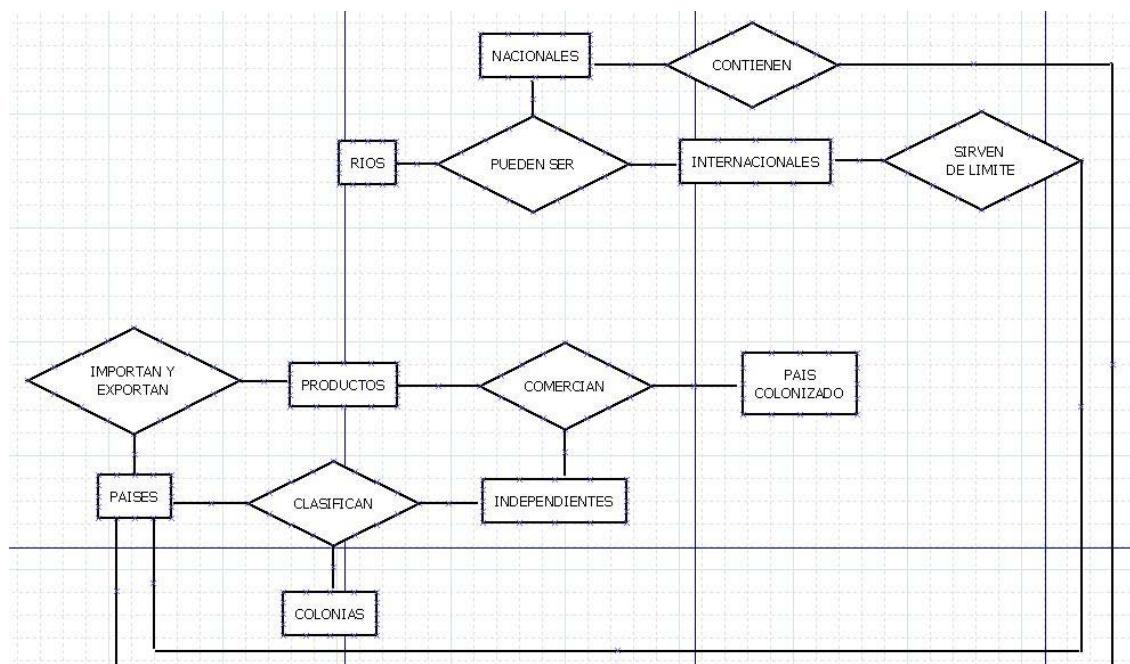 NACIONALES
CONTIENEN
RIOS
PUEDEN SER
INTERNACIONALES
SIRVEN
DE LIMITE
IMPORTAN Y
EXPORTAN
PRODUCTOS
COMERCIAN
PAIS
COLONIZADO
PAISES
CLASIFICAN
INDEPENDIENTES
COLONIAS